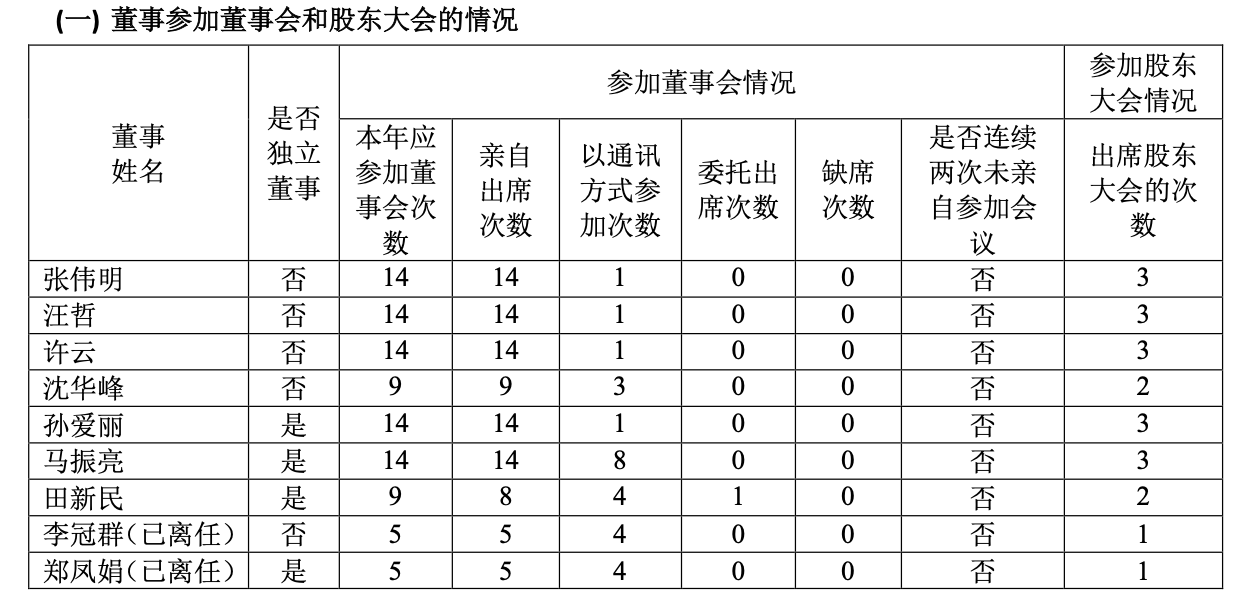 (一) 董事参加董事会和股东大会的情况
董事姓名 是否独立董事 参加董事会情况 参加股东大会情况
本年应参加董事会次数 亲自出席次数 以通讯方式参加次数 委托出席次数 缺席次数 是否连续两次未亲自参加会议 出席股东大会的次数
张伟明 否 14 14 1 0 0 否 3
汪哲 否 14 14 1 0 0 否 3
许云 否 14 14 1 0 0 否 3
沈华峰 否 9 9 3 0 0 否 2
孙爱丽 是 14 14 1 0 0 否 3
马振亮 是 14 14 8 0 0 否 3
田新民 是 9 8 4 1 0 否 2
李冠群（已离任） 否 5 5 4 0 0 否 1
郑凤娟（已离任） 是 5 5 4 0 0 否 1